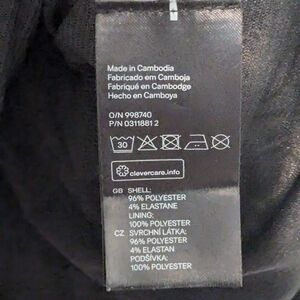 Made in Cambodia
Fabricado em Camboja
Fabriqué en Cambodge
Hecho en Camboya
O/N 998740
P/N 0311881 2
30
clevercare.info
GB SHELL:
96% POLYESTER
4% ELASTANE
LINING:
100% POLYESTER
CZ SVRCHNÍ LÁTKA:
96% POLYESTER
4% ELASTAN
PODŠÍVKA:
100% POLYESTER